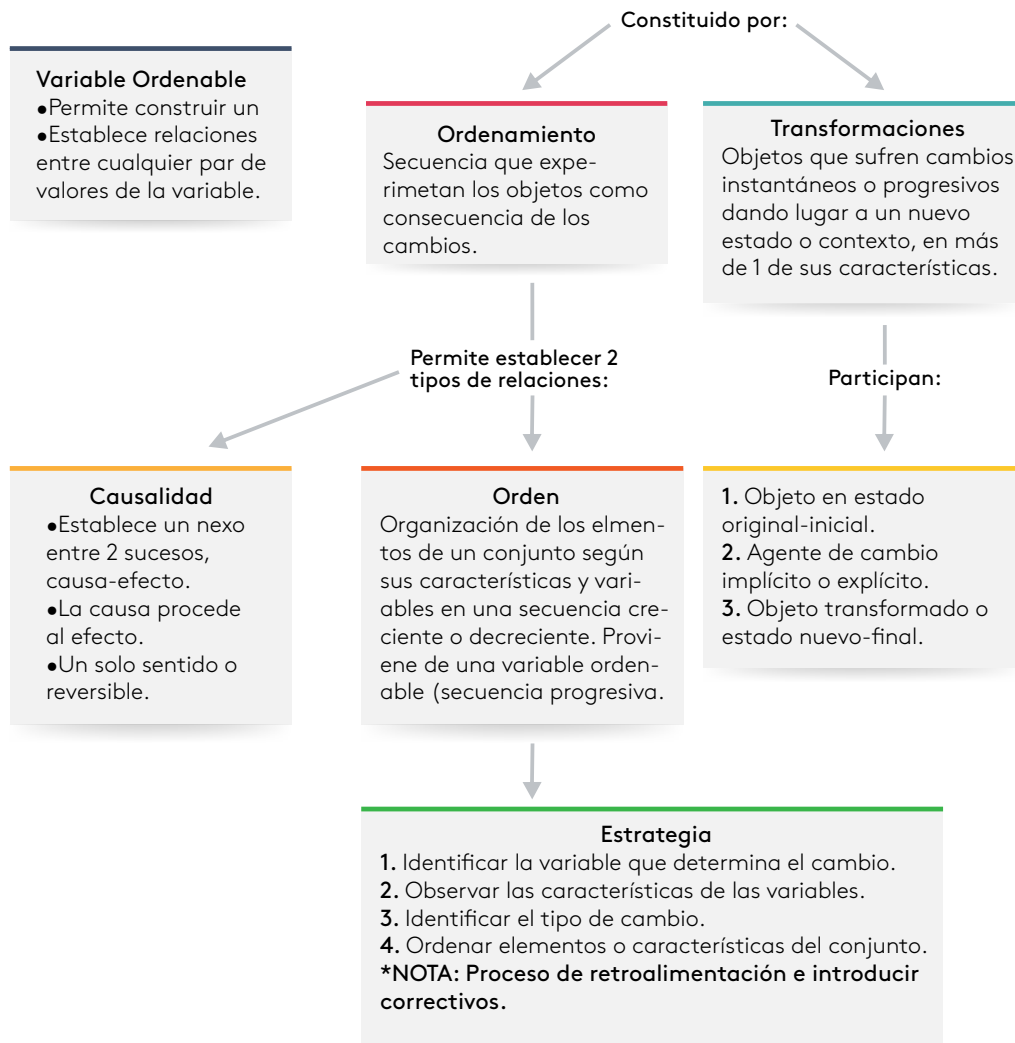 Constituido por:
Variable Ordenable
•Permite construir un
•Establece relaciones
entre cualquier par de
valores de la variable.
Ordenamiento
Secuencia que expe-
rimetan los objetos como
consecuencia de los
cambios.
Transformaciones
Objetos que sufren cambios
instantáneos o progresivos
dando lugar a un nuevo
estado o contexto, en más
de 1 de sus características.
Permite establecer 2
tipos de relaciones:
Participan:
Causalidad
•Establece un nexo
entre 2 sucesos,
causa-efecto.
•La causa procede
al efecto.
•Un solo sentido o
reversible.
Orden
Organización de los elmen-
tos de un conjunto según
sus características y vari-
ables en una secuencia cre-
ciente o decreciente. Provi-
ene de una variable orden-
able (secuencia progresiva.
1. Objeto en estado
original-inicial.
2. Agente de cambio
implícito o explícito.
3. Objeto transformado o
estado nuevo-final.
Estrategia
1. Identificar la variable que determina el cambio.
2. Observar las características de las variables.
3. Identificar el tipo de cambio.
4. Ordenar elementos o características del conjunto.
*NOTA: Proceso de retroalimentación e introducir
correctivos.